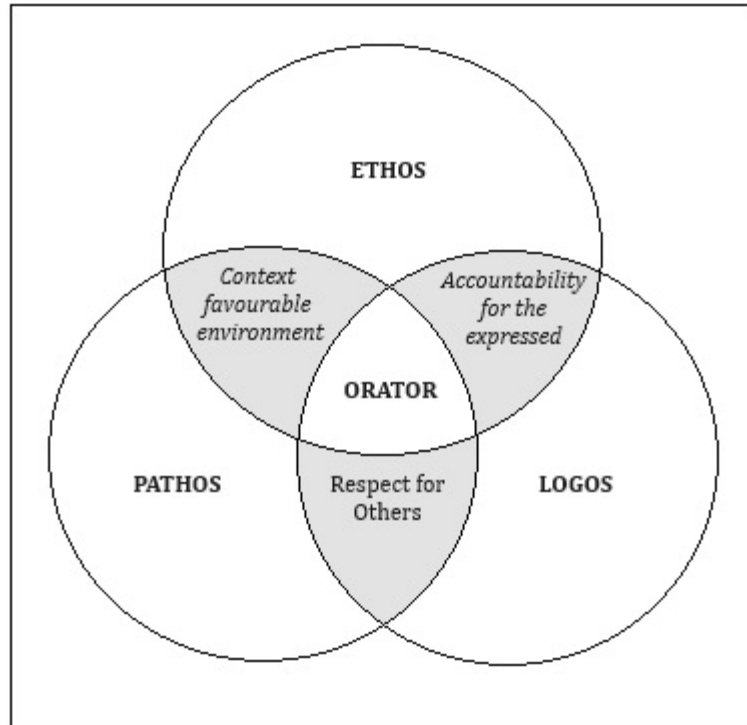 ETHOS
Context
favourable
environment
Accountability
for the
expressed
ORATOR
PATHOS
Respect for
Others
LOGOS